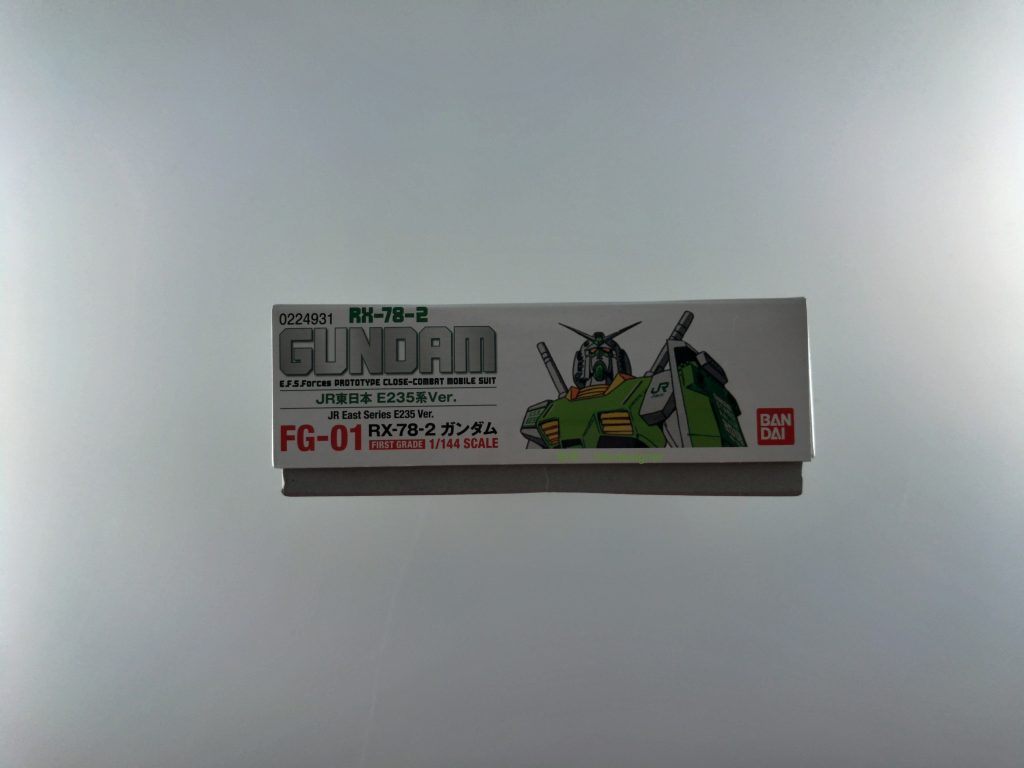 0224931
RX-78-2
GUNDAM
E.F.S.Forces PROTOTYPE CLOSE-COMBAT MOBILE SUIT
JR東日本 E235系Ver.
JR East Series E235 Ver.
FG-01 RX-78-2 ガンダム
FIRST GRADE 1/144 SCALE
JR
BAN
DAI